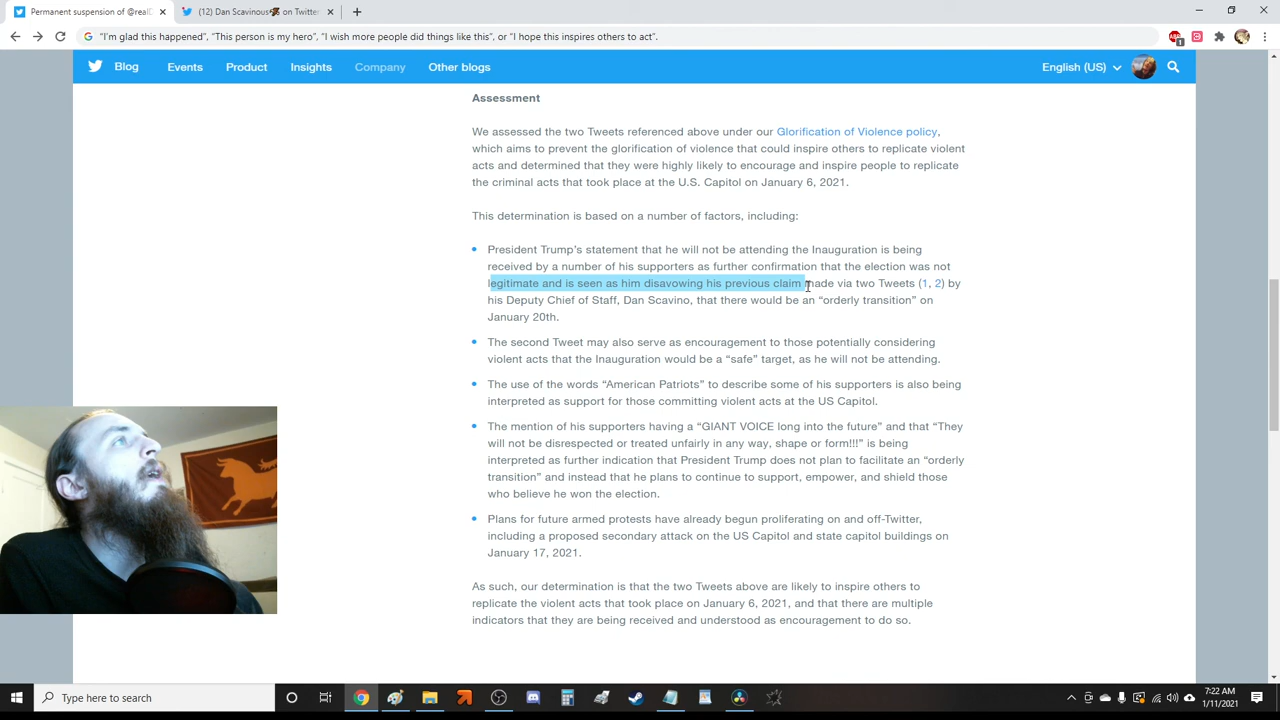 Permanent suspension of @realD
(12) Dan Scavino on Twitter
"I'm glad this happened", "This person is my hero", "I wish more people did things like this", or "I hope this inspires others to act".
Blog Events Product Insights Company Other blogs English (US)
Assessment
We assessed the two Tweets referenced above under our Glorification of Violence policy,
which aims to prevent the glorification of violence that could inspire others to replicate violent
acts and determined that they were highly likely to encourage and inspire people to replicate
the criminal acts that took place at the U.S. Capitol on January 6, 2021.
This determination is based on a number of factors, including:
President Trump's statement that he will not be attending the Inauguration is being
received by a number of his supporters as further confirmation that the election was not
legitimate and is seen as him disavowing his previous claim made via two Tweets (1, 2) by
his Deputy Chief of Staff, Dan Scavino, that there would be an "orderly transition" on
January 20th.
The second Tweet may also serve as encouragement to those potentially considering
violent acts that the Inauguration would be a "safe" target, as he will not be attending.
The use of the words "American Patriots" to describe some of his supporters is also being
interpreted as support for those committing violent acts at the US Capitol.
The mention of his supporters having a "GIANT VOICE long into the future" and that "They
will not be disrespected or treated unfairly in any way, shape or form!!!" is being
interpreted as further indication that President Trump does not plan to facilitate an "orderly
transition" and instead that he plans to continue to support, empower, and shield those
who believe he won the election.
Plans for future armed protests have already begun proliferating on and off-Twitter,
including a proposed secondary attack on the US Capitol and state capitol buildings on
January 17, 2021.
As such, our determination is that the two Tweets above are likely to inspire others to
replicate the violent acts that took place on January 6, 2021, and that there are multiple
indicators that they are being received and understood as encouragement to do so.
Type here to search
7:22 AM
1/11/2021